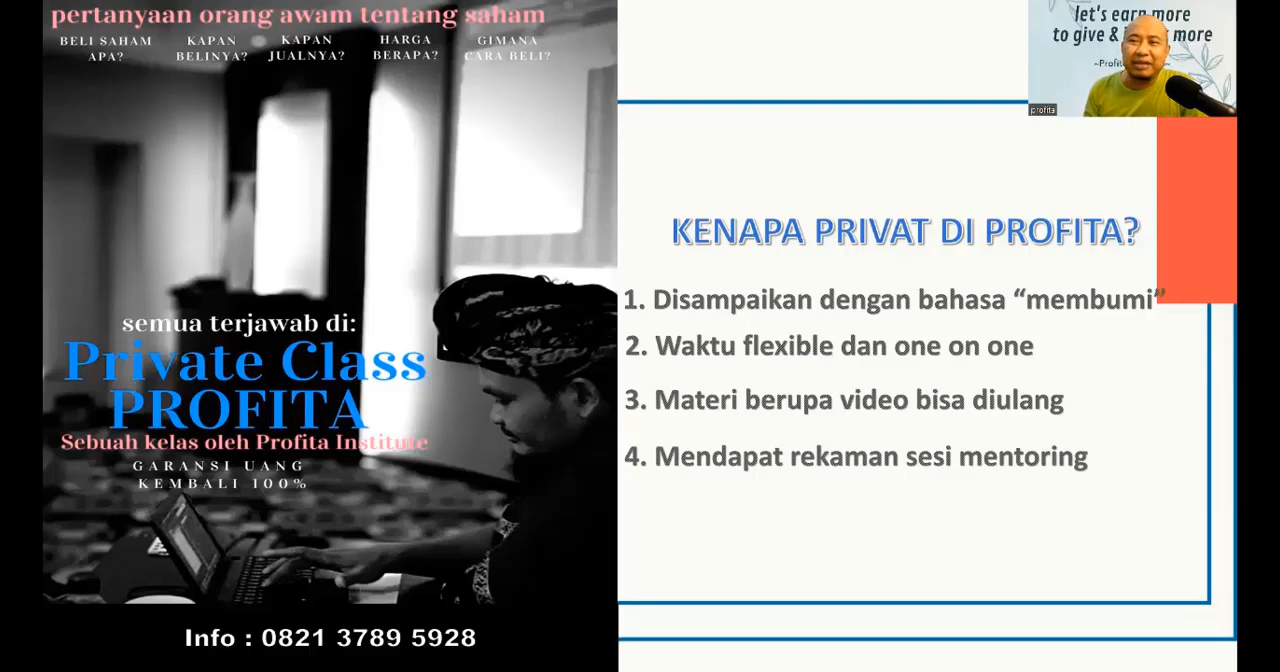 pertanyaan orang awam tentang saham
BELI SAHAM APA?
KAPAN BELINYA?
KAPAN JUALNYA?
HARGA BERAPA?
GIMANA CARA BELI?
semua terjawab di:
Private Class
PROFITA
Sebuah kelas oleh Profita Institute
GARANSI UANG
KEMBALI 100%
Info : 0821 3789 5928
let's earn more
to give & more
profita
KENAPA PRIVAT DI PROFITA?
1. Disampaikan dengan bahasa “membumi”
2. Waktu flexible dan one on one
3. Materi berupa video bisa diulang
4. Mendapat rekaman sesi mentoring